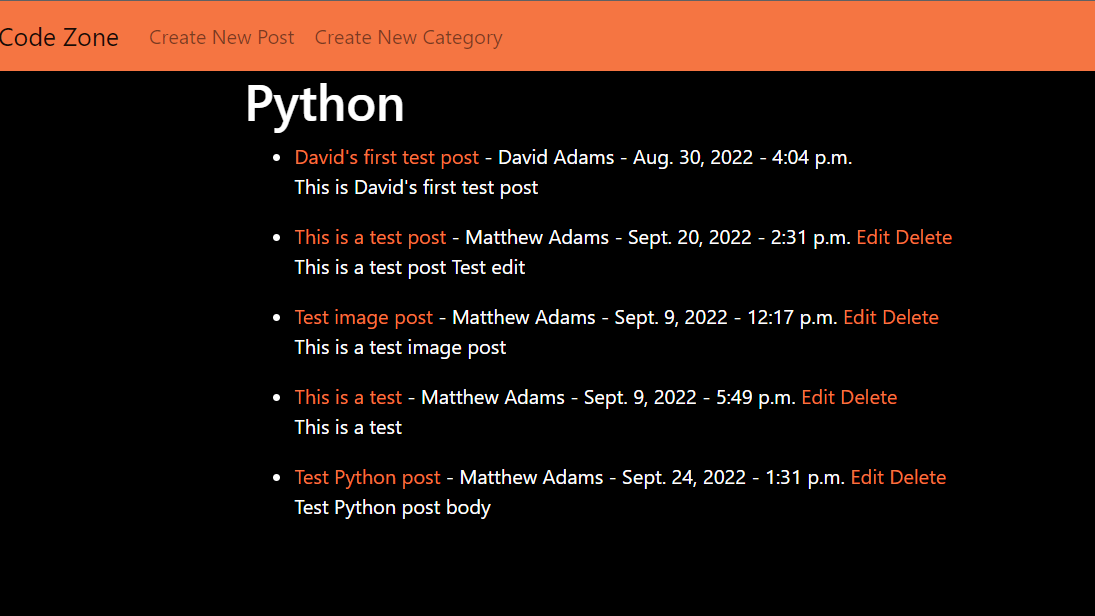 Code Zone Create New Post Create New Category
Python
David's first test post - David Adams - Aug. 30, 2022 - 4:04 p.m.
This is David's first test post
This is a test post - Matthew Adams - Sept. 20, 2022 - 2:31 p.m. Edit Delete
This is a test post Test edit
Test image post - Matthew Adams - Sept. 9, 2022 - 12:17 p.m. Edit Delete
This is a test image post
This is a test - Matthew Adams - Sept. 9, 2022 - 5:49 p.m. Edit Delete
This is a test
Test Python post - Matthew Adams - Sept. 24, 2022 - 1:31 p.m. Edit Delete
Test Python post body